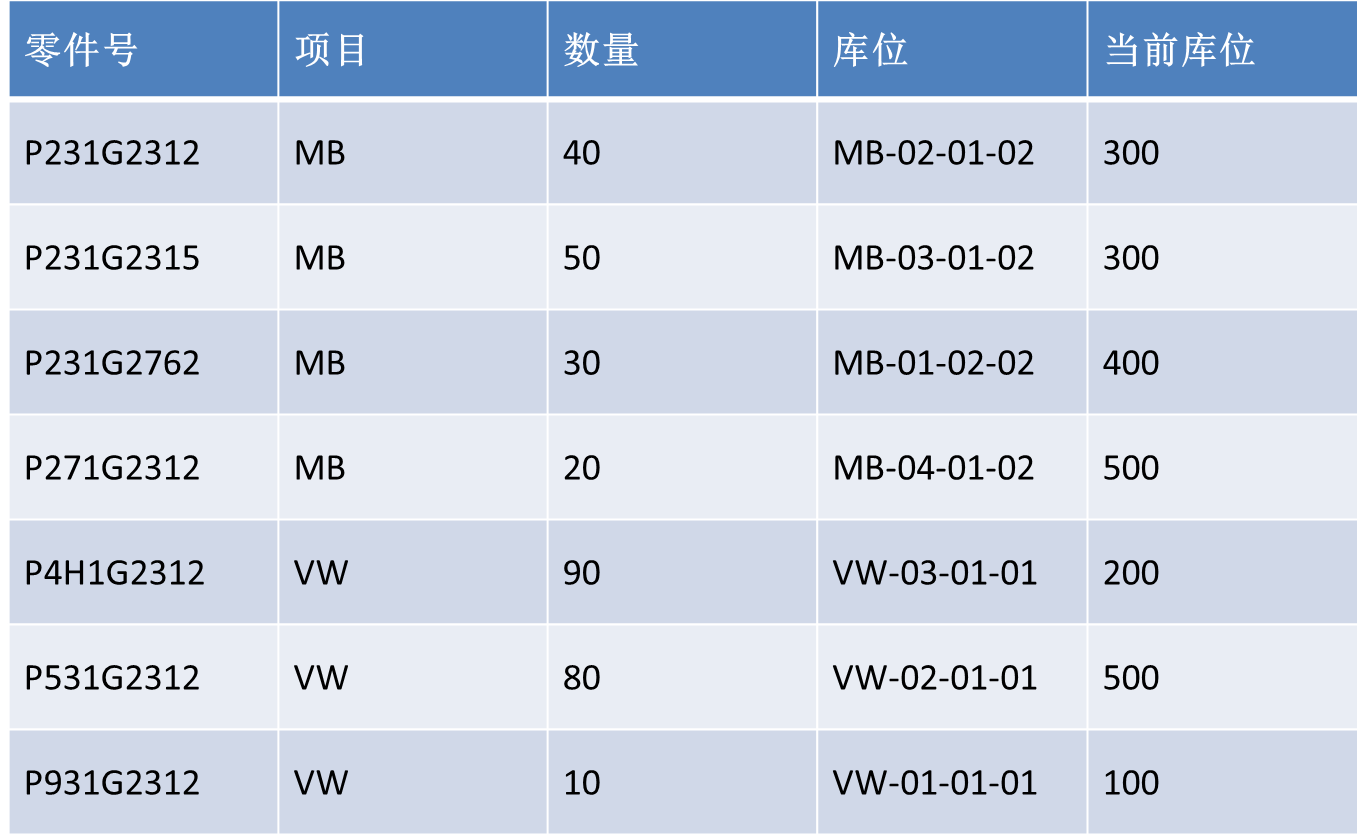 零件号 项目 数量 库位 当前库位
P231G2312 MB 40 MB-02-01-02 300
P231G2315 MB 50 MB-03-01-02 300
P231G2762 MB 30 MB-01-02-02 400
P271G2312 MB 20 MB-04-01-02 500
P4H1G2312 VW 90 VW-03-01-01 200
P531G2312 VW 80 VW-02-01-01 500
P931G2312 VW 10 VW-01-01-01 100